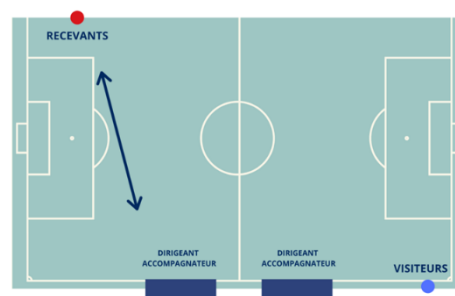 RECEVANTS
DIRIGEANT
ACCOMPAGNATEUR
DIRIGEANT
ACCOMPAGNATEUR
VISITEURS